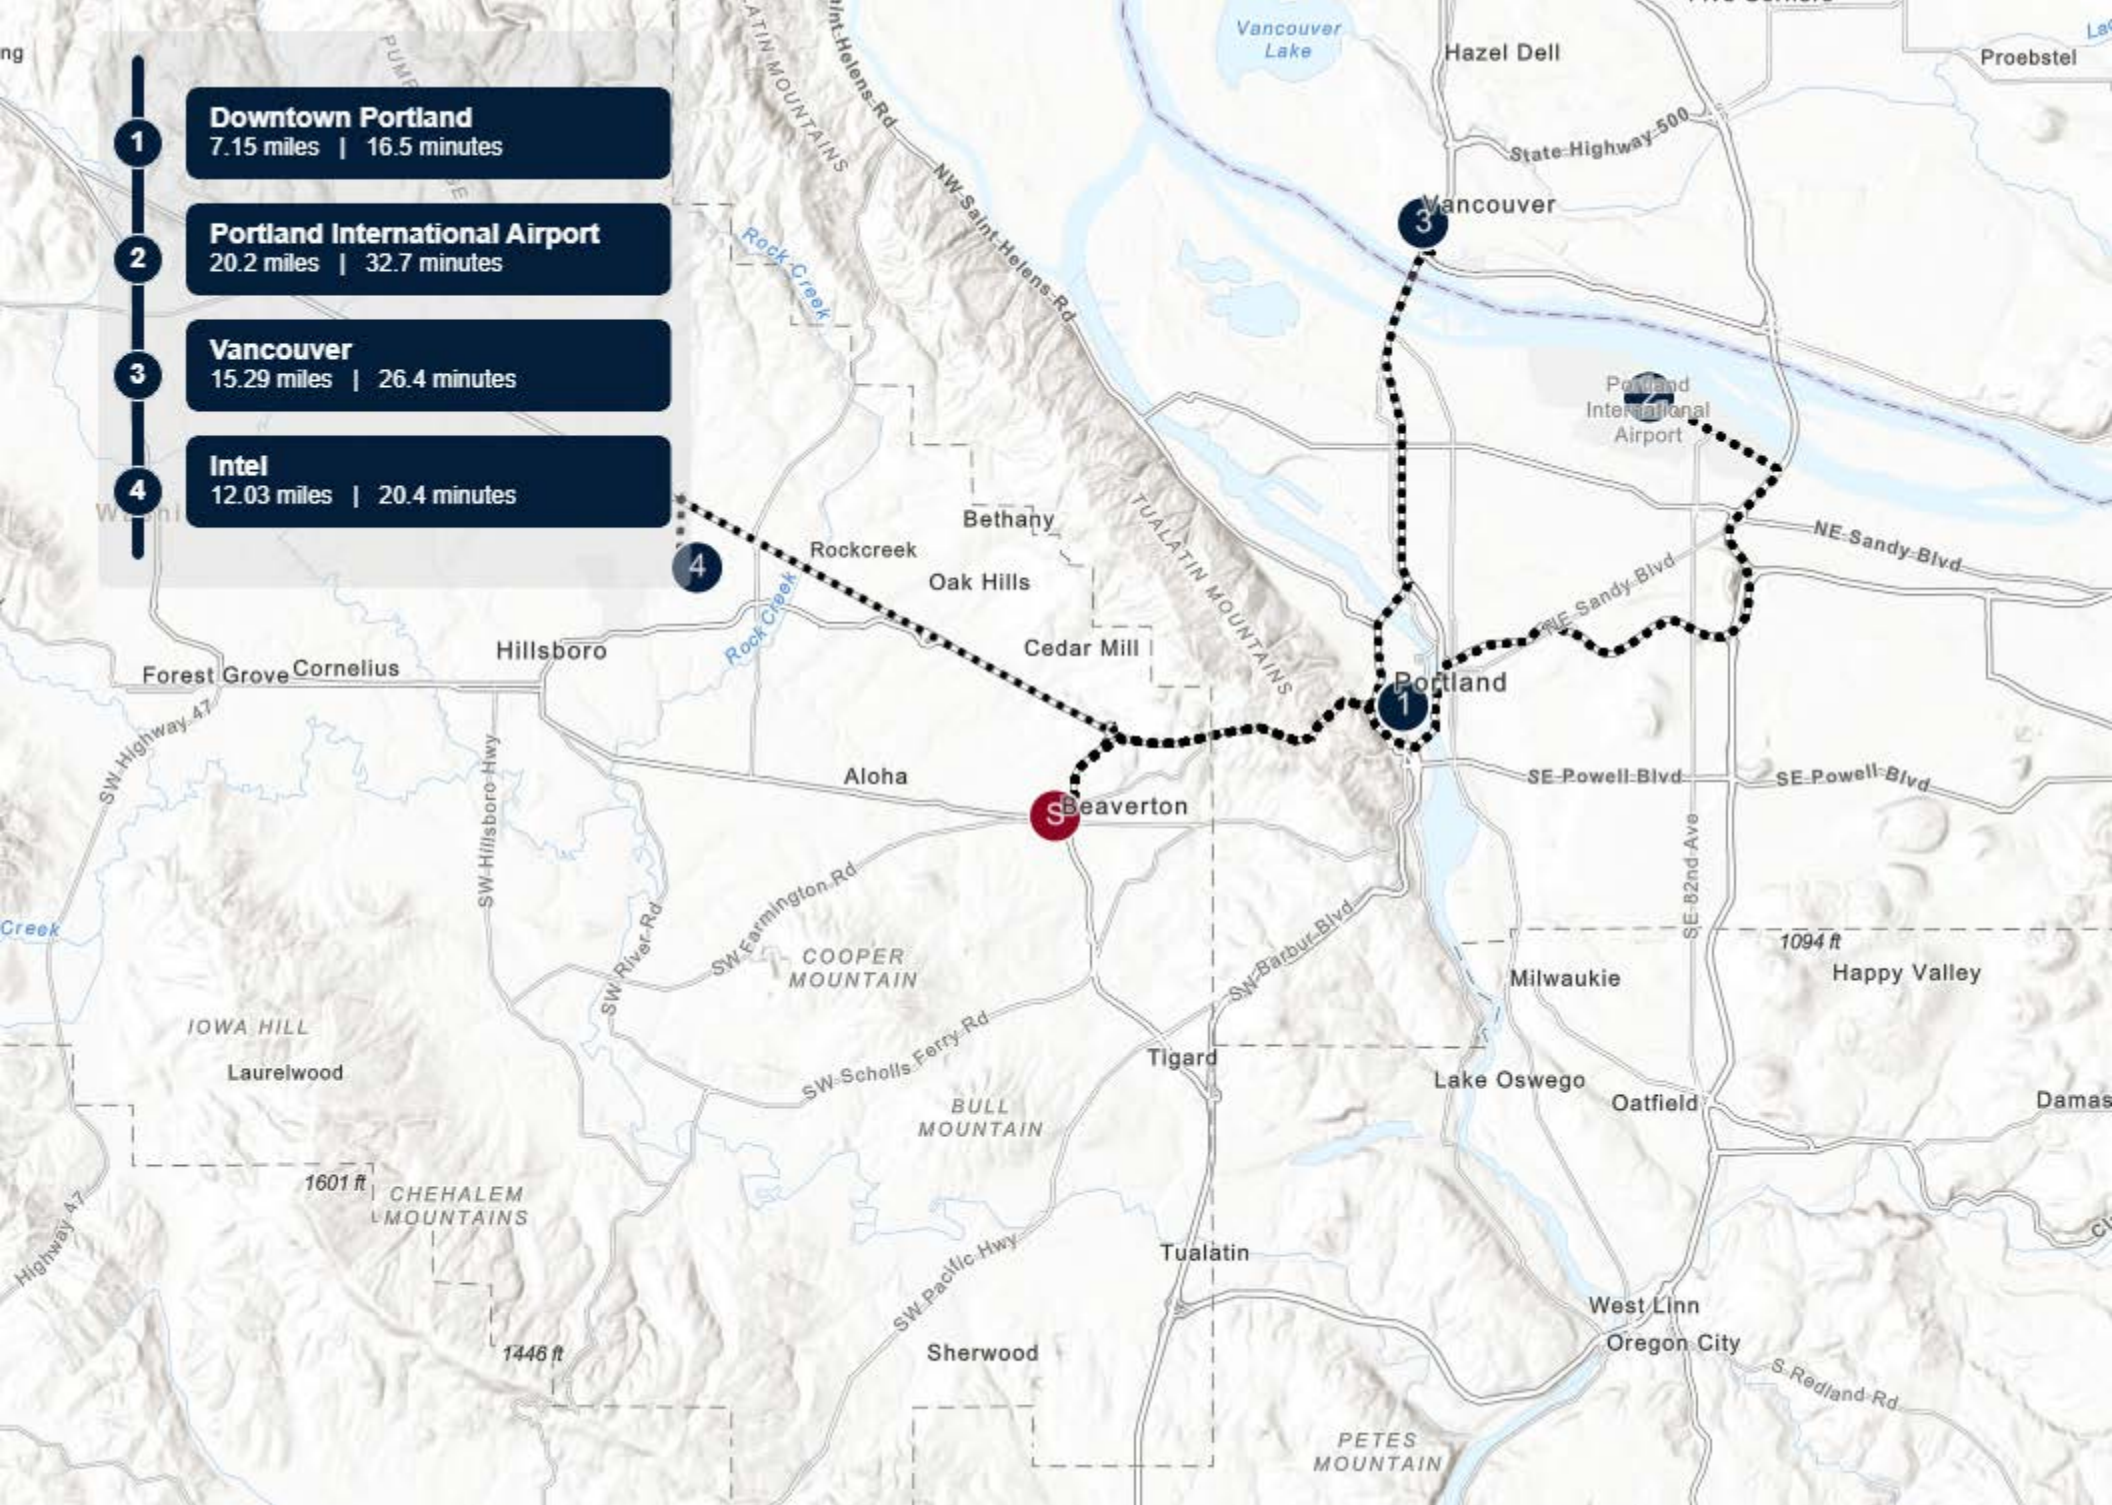 1
Downtown Portland
7.15 miles | 16.5 minutes
2
Portland International Airport
20.2 miles | 32.7 minutes
3
Vancouver
15.29 miles | 26.4 minutes
4
Intel
12.03 miles | 20.4 minutes
ng
Vancouver
Lake
Hazel Dell
Proebstel
State Highway 500
NW Saint Helens Rd
Rock Creek
3
Vancouver
Portland
International
Airport
Bethany
Rockcreek
Oak Hills
4
TUALATIN MOUNTAINS
NE Sandy Blvd
NE Sandy Blvd
Rock Creek
Cedar Mill
Hillsboro
Forest Grove
Cornelius
SW Highway 47
Portland
1
SW Hillsboro Hwy
Aloha
S
Beaverton
SE Powell Blvd
SE Powell Blvd
SE 82nd Ave
SW Farmington Rd
SW River Rd
SW Barbur Blvd
Creek
COOPER
MOUNTAIN
1094 ft
Happy Valley
Milwaukie
IOWA HILL
Laurelwood
SW Scholls Ferry Rd
Tigard
Lake Oswego
Oatfield
Damas
BULL
MOUNTAIN
1601 ft
CHEHALEM
MOUNTAINS
Highway 47
Tualatin
SW Pacific Hwy
West Linn
Oregon City
1446 ft
Sherwood
S Redland Rd
PETES
MOUNTAIN